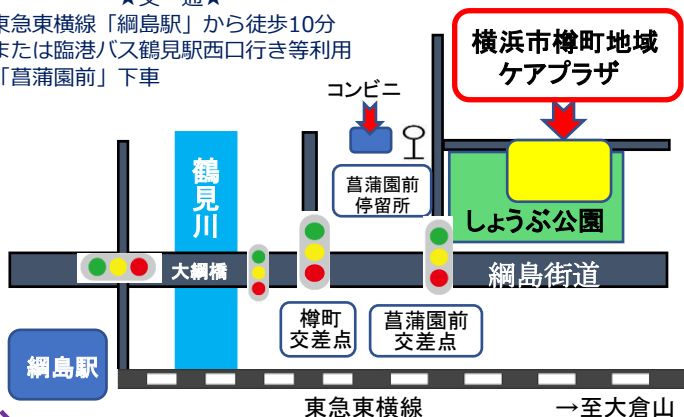 ★交　通★
東急東横線「綱島駅」から徒歩10分
または臨港バス鶴見駅西口行き等利用
「菖蒲園前」下車
横浜市樽町地域
ケアプラザ
コンビニ
鶴見川
菖蒲園前
停留所
しょうぶ公園
大綱橋
綱島街道
樽町
交差点
菖蒲園前
交差点
綱島駅
東急東横線
→至大倉山